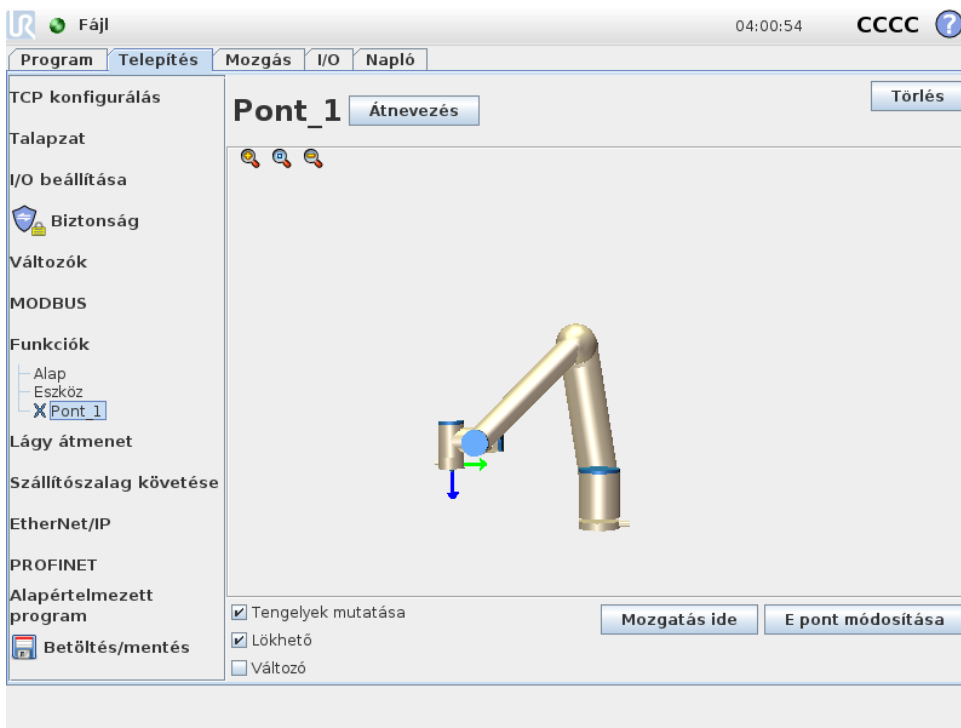 UR Fájl 04:00:54 CCCC ?
Program Telepítés Mozgás I/O Napló
TCP konfigurálás
Talapzat
I/O beállítása
Biztonság
Változók
MODBUS
Funkciók
Alap
Eszköz
Pont_1
Lágy átmenet
Szállítószalag követése
EtherNet/IP
PROFINET
Alapértelmezett
program
Betöltés/mentés
Pont_1 Átnevezés Törlés
Tengelyek mutatása
Lökhető
Változó
Mozgatás ide E pont módosítása